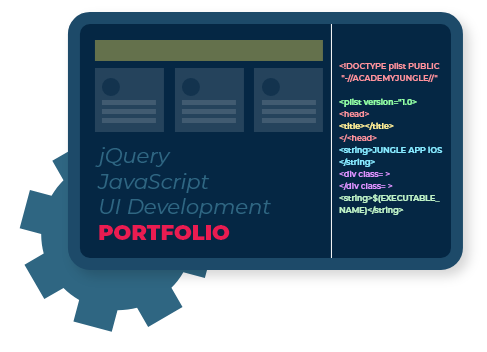 jQuery
JavaScript
UI Development
PORTFOLIO
<!DOCTYPE plist PUBLIC
"-//ACADEMYJUNGLE//"
<plist version="1.0>
<head>
<title></title>
</<head>
<string>JUNGLE APP iOS
</string>
<div class= >
</div class= >
<string>${EXECUTABLE_
NAME}</string>